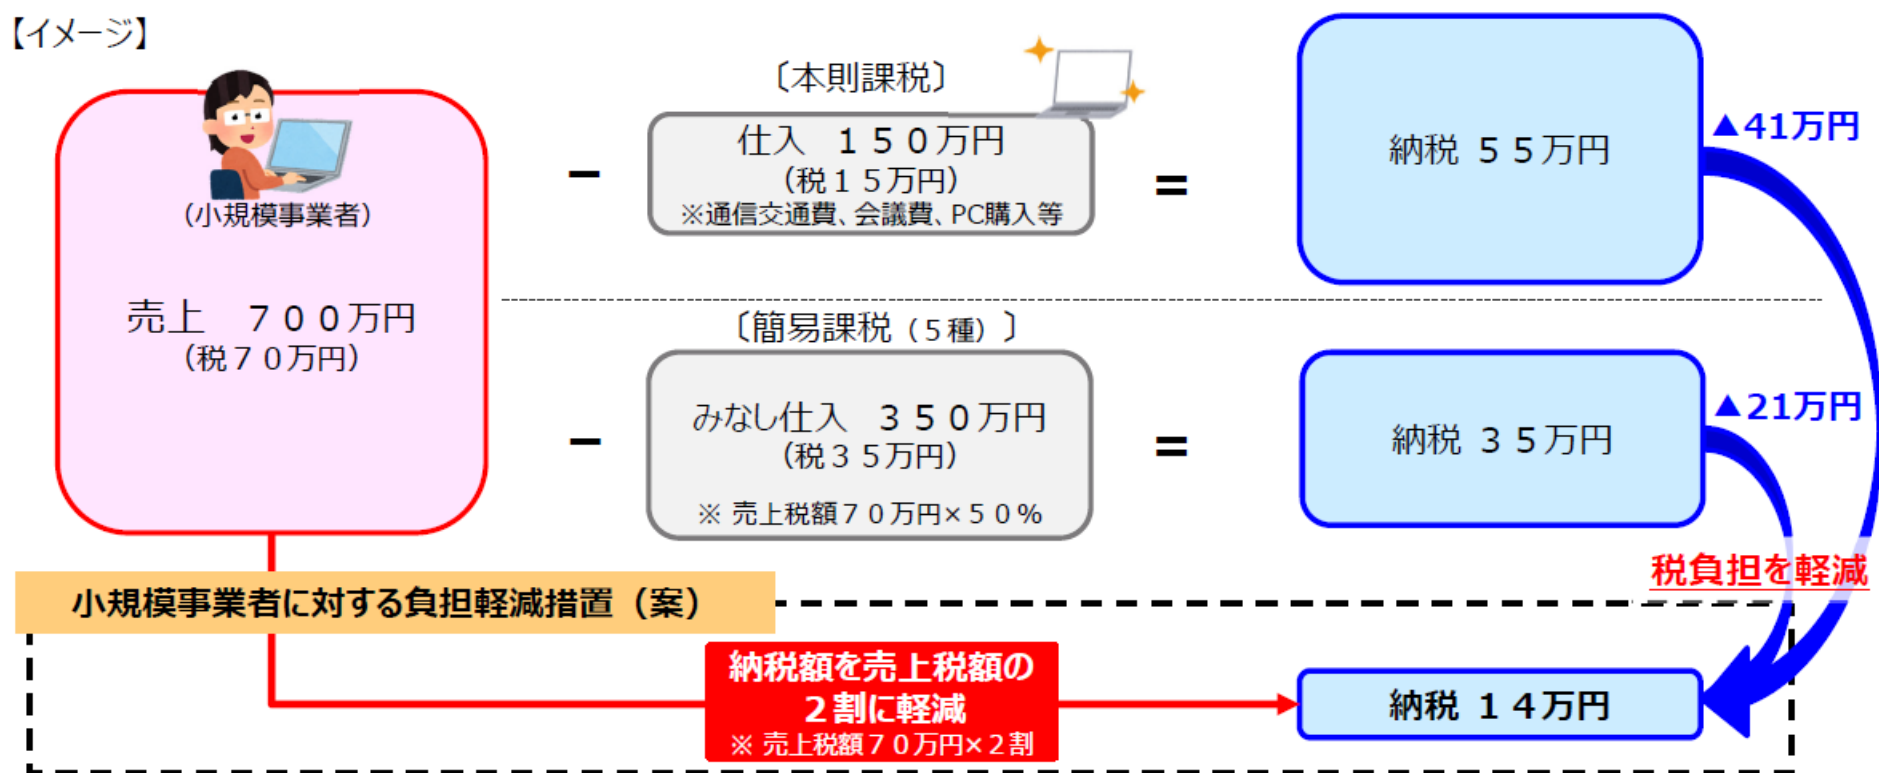 【イメージ】
（小規模事業者）
売上　７００万円
（税７０万円）
〔本則課税〕
－
仕入　１５０万円
（税１５万円）
※通信交通費、会議費、PC購入等
＝
納税 ５５万円
▲41万円
〔簡易課税（５種）〕
－
みなし仕入　３５０万円
（税３５万円）
※ 売上税額７０万円×５０％
＝
納税 ３５万円
▲21万円
税負担を軽減
小規模事業者に対する負担軽減措置（案）
納税額を売上税額の
２割に軽減
※ 売上税額７０万円×２割
納税 １４万円